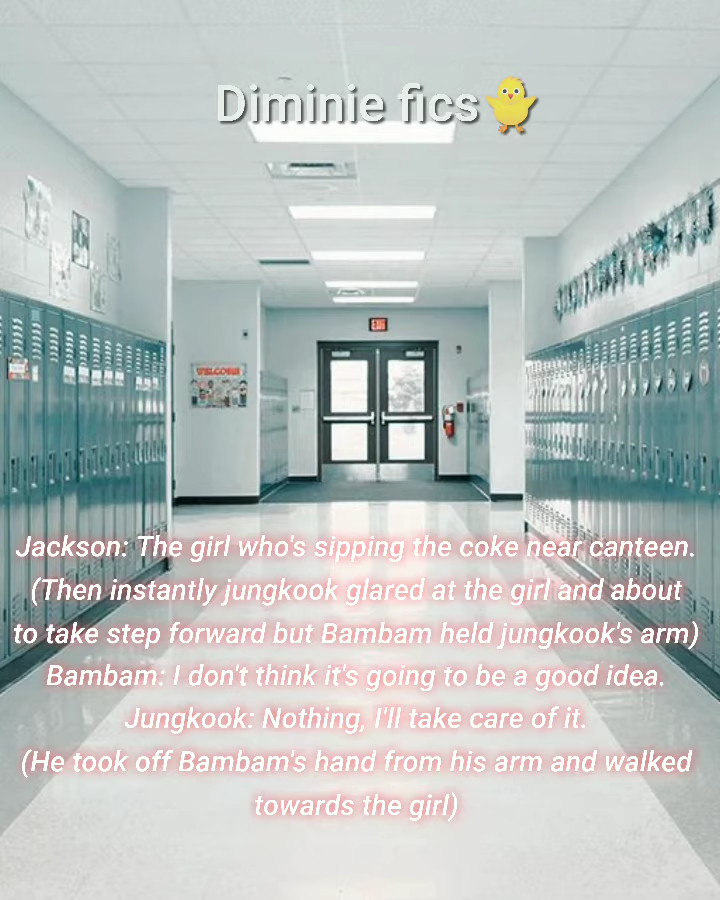 Diminie fics🐥
EXIT
WELCOME
Jackson: The girl who's sipping the coke near canteen.
(Then instantly jungkook glared at the girl and about
to take step forward but Bambam held jungkook's arm)
Bambam: I don't think it's going to be a good idea.
Jungkook: Nothing, I'll take care of it.
(He took off Bambam's hand from his arm and walked
towards the girl)